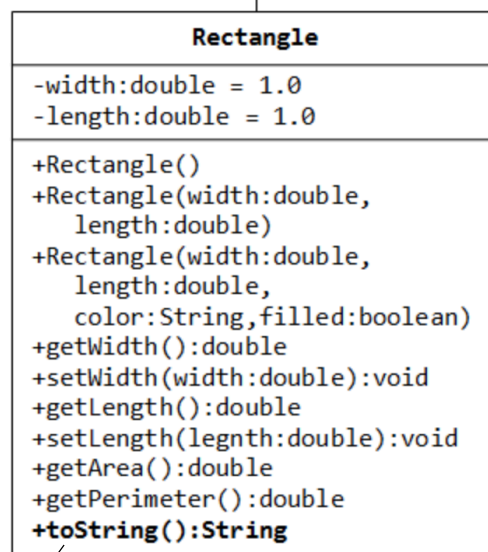 Rectangle
-width:double = 1.0
-length:double = 1.0
+Rectangle()
+Rectangle(width:double,
length:double)
+Rectangle(width:double,
length:double,
color:String,filled:boolean)
+getWidth():double
+setWidth(width:double):void
+getLength():double
+setLength(legnth:double):void
+getArea():double
+getPerimeter():double
+toString():String